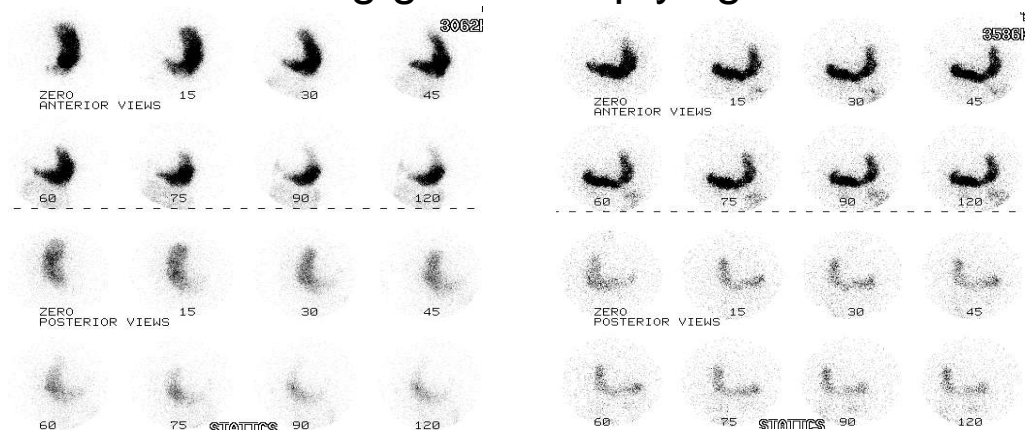 3062
ZERO 15 30 45
ANTERIOR VIEWS
60 75 90 120
ZERO 15 30 45
POSTERIOR VIEWS
60 75 STATICS 90 120
3586
ZERO 15 30 45
ANTERIOR VIEWS
60 75 90 120
ZERO 15 30 45
POSTERIOR VIEWS
60 75 STATICS 90 120